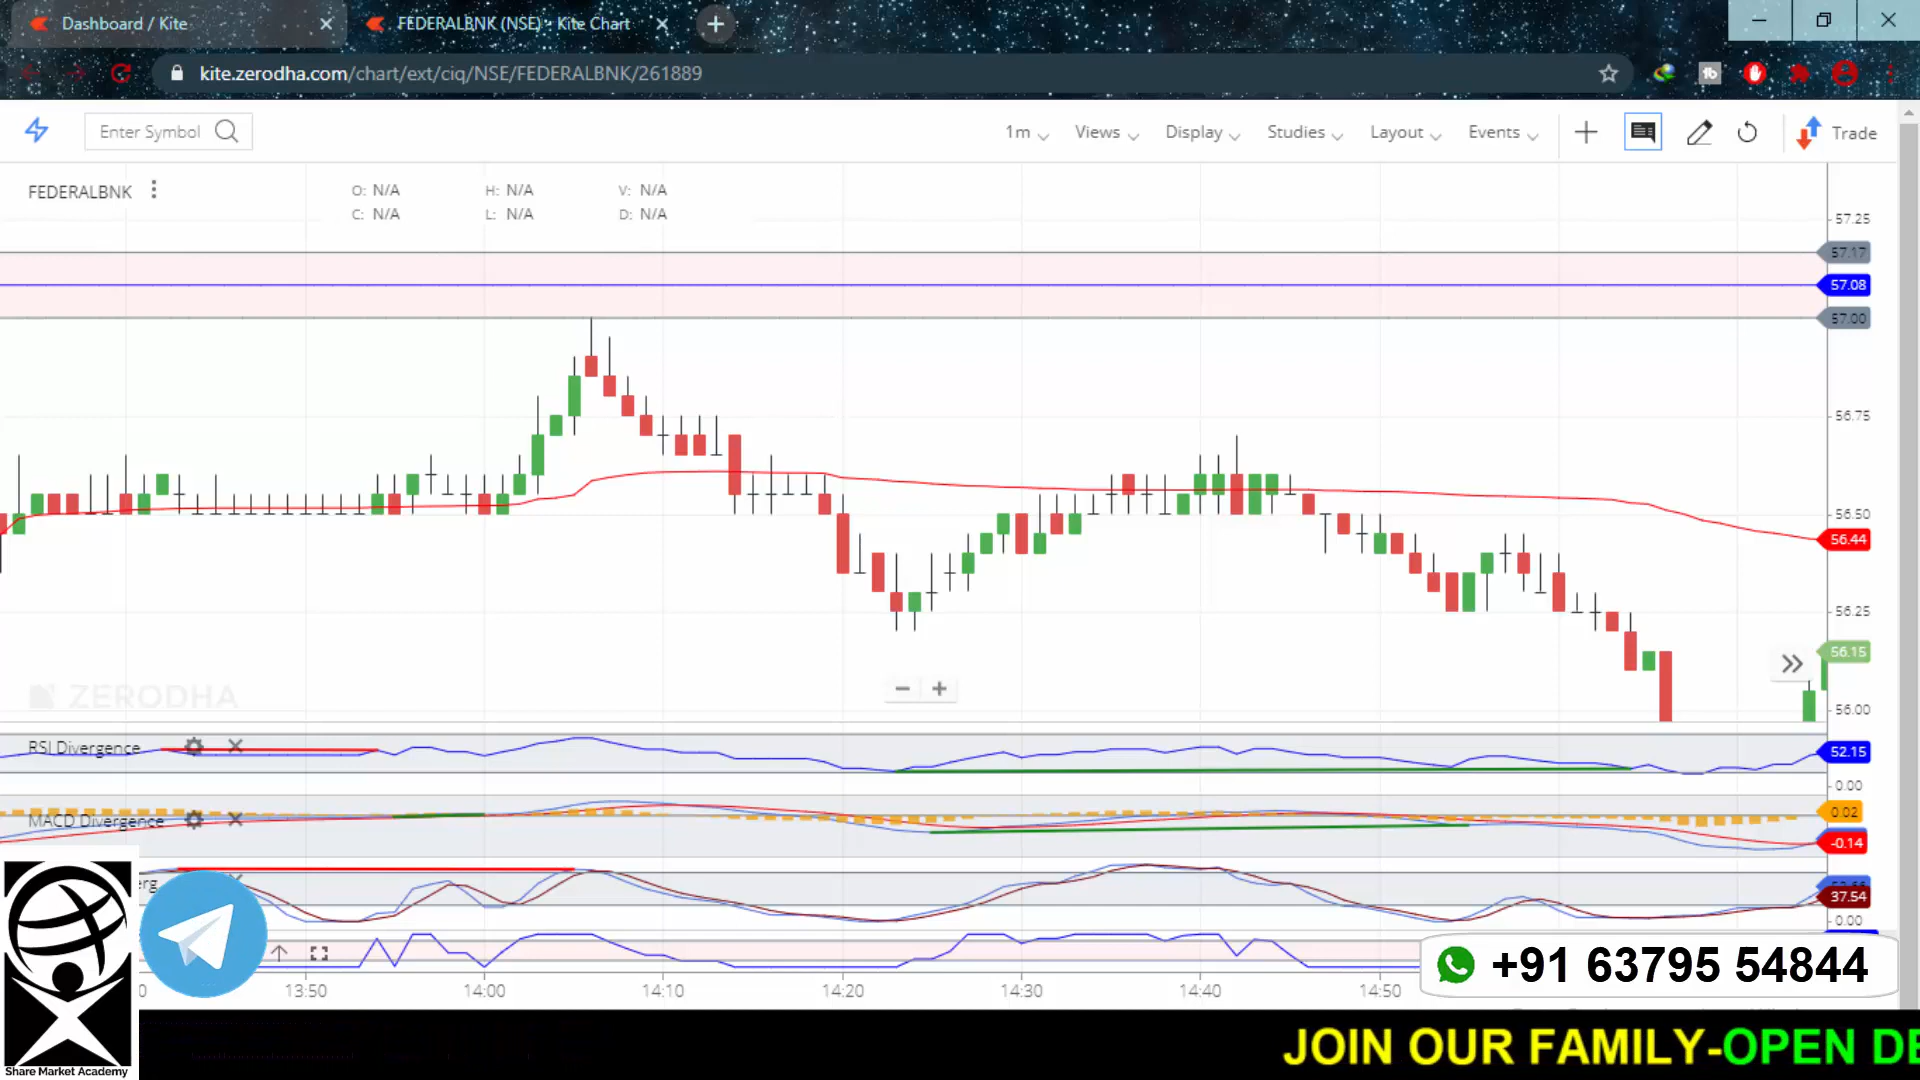 Dashboard / Kite
FEDERALBNK (NSE) - Kite Chart
kite.zerodha.com/chart/ext/ciq/NSE/FEDERALBNK/261889
Enter Symbol
1m
Views
Display
Studies
Layout
Events
Trade
FEDERALBNK
O: N/A H: N/A V: N/A
C: N/A L: N/A D: N/A
57.25
57.17
57.08
57.00
56.75
56.50
56.44
56.25
56.15
56.00
ZERODHA
RSI Divergence
52.15
0.00
MACD Divergence
0.02
-0.14
erg
37.54
0.00
+91 63795 54844
0 13:50 14:00 14:10 14:20 14:30 14:40 14:50
JOIN OUR FAMILY-OPEN DE
Share Market Academy